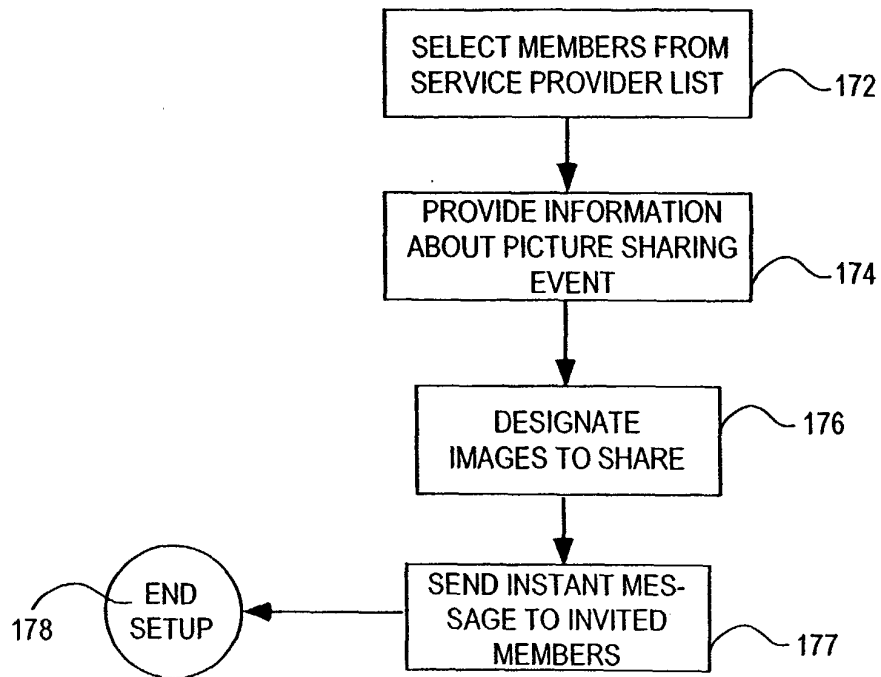 SELECT MEMBERS FROM
SERVICE PROVIDER LIST
172
PROVIDE INFORMATION
ABOUT PICTURE SHARING
EVENT
174
DESIGNATE
IMAGES TO SHARE
176
SEND INSTANT MES-
SAGE TO INVITED
MEMBERS
177
END
SETUP
178